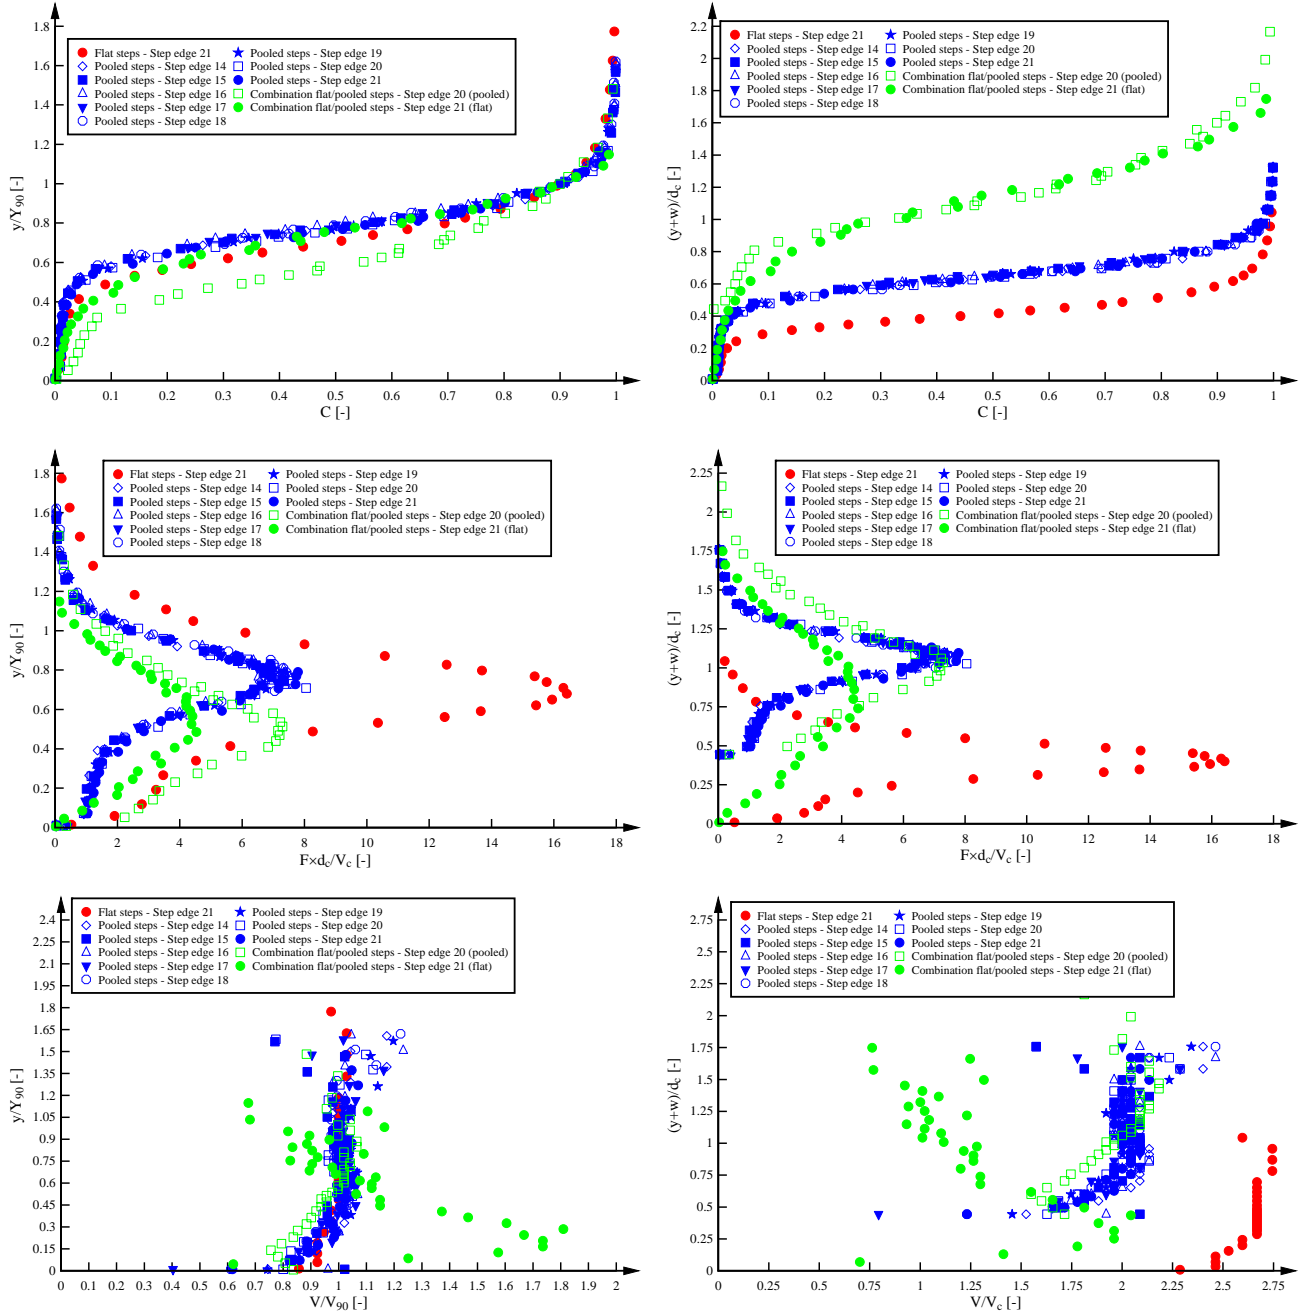 y/Y90 [-]
1.8
1.6
1.4
1.2
1
0.8
0.6
0.4
0.2
0
0 0.1 0.2 0.3 0.4 0.5 0.6 0.7 0.8 0.9 1
C [-]
Flat steps - Step edge 21
Pooled steps - Step edge 14
Pooled steps - Step edge 15
Pooled steps - Step edge 16
Pooled steps - Step edge 17
Pooled steps - Step edge 18
Pooled steps - Step edge 19
Pooled steps - Step edge 20
Pooled steps - Step edge 21
Combination flat/pooled steps - Step edge 20 (pooled)
Combination flat/pooled steps - Step edge 21 (flat)
(y+w)/dc [-]
2.2
2
1.8
1.6
1.4
1.2
1
0.8
0.6
0.4
0.2
0
0 0.1 0.2 0.3 0.4 0.5 0.6 0.7 0.8 0.9 1
C [-]
Flat steps - Step edge 21
Pooled steps - Step edge 14
Pooled steps - Step edge 15
Pooled steps - Step edge 16
Pooled steps - Step edge 17
Pooled steps - Step edge 18
Pooled steps - Step edge 19
Pooled steps - Step edge 20
Pooled steps - Step edge 21
Combination flat/pooled steps - Step edge 20 (pooled)
Combination flat/pooled steps - Step edge 21 (flat)
y/Y90 [-]
1.8
1.6
1.4
1.2
1
0.8
0.6
0.4
0.2
0
0 2 4 6 8 10 12 14 16 18
F×dc/Vc [-]
Flat steps - Step edge 21
Pooled steps - Step edge 14
Pooled steps - Step edge 15
Pooled steps - Step edge 16
Pooled steps - Step edge 17
Pooled steps - Step edge 18
Pooled steps - Step edge 19
Pooled steps - Step edge 20
Pooled steps - Step edge 21
Combination flat/pooled steps - Step edge 20 (pooled)
Combination flat/pooled steps - Step edge 21 (flat)
(y+w)/dc [-]
2.25
2
1.75
1.5
1.25
1
0.75
0.5
0.25
0
0 2 4 6 8 10 12 14 16 18
F×dc/Vc [-]
Flat steps - Step edge 21
Pooled steps - Step edge 14
Pooled steps - Step edge 15
Pooled steps - Step edge 16
Pooled steps - Step edge 17
Pooled steps - Step edge 18
Pooled steps - Step edge 19
Pooled steps - Step edge 20
Pooled steps - Step edge 21
Combination flat/pooled steps - Step edge 20 (pooled)
Combination flat/pooled steps - Step edge 21 (flat)
y/Y90 [-]
2.4
2.25
2.1
1.95
1.8
1.65
1.5
1.35
1.2
1.05
0.9
0.75
0.6
0.45
0.3
0.15
0
0 0.5 0.6 0.7 0.8 0.9 1 1.1 1.2 1.3 1.4 1.5 1.6 1.7 1.8 1.9 2
V/V90 [-]
Flat steps - Step edge 21
Pooled steps - Step edge 14
Pooled steps - Step edge 15
Pooled steps - Step edge 16
Pooled steps - Step edge 17
Pooled steps - Step edge 18
Pooled steps - Step edge 19
Pooled steps - Step edge 20
Pooled steps - Step edge 21
Combination flat/pooled steps - Step edge 20 (pooled)
Combination flat/pooled steps - Step edge 21 (flat)
(y+w)/dc [-]
2.75
2.5
2.25
2
1.75
1.5
1.25
1
0.75
0.5
0.25
0
0 0.25 0.5 0.75 1 1.25 1.5 1.75 2 2.25 2.5 2.75
V/Vc [-]
Flat steps - Step edge 21
Pooled steps - Step edge 14
Pooled steps - Step edge 15
Pooled steps - Step edge 16
Pooled steps - Step edge 17
Pooled steps - Step edge 18
Pooled steps - Step edge 19
Pooled steps - Step edge 20
Pooled steps - Step edge 21
Combination flat/pooled steps - Step edge 20 (pooled)
Combination flat/pooled steps - Step edge 21 (flat)